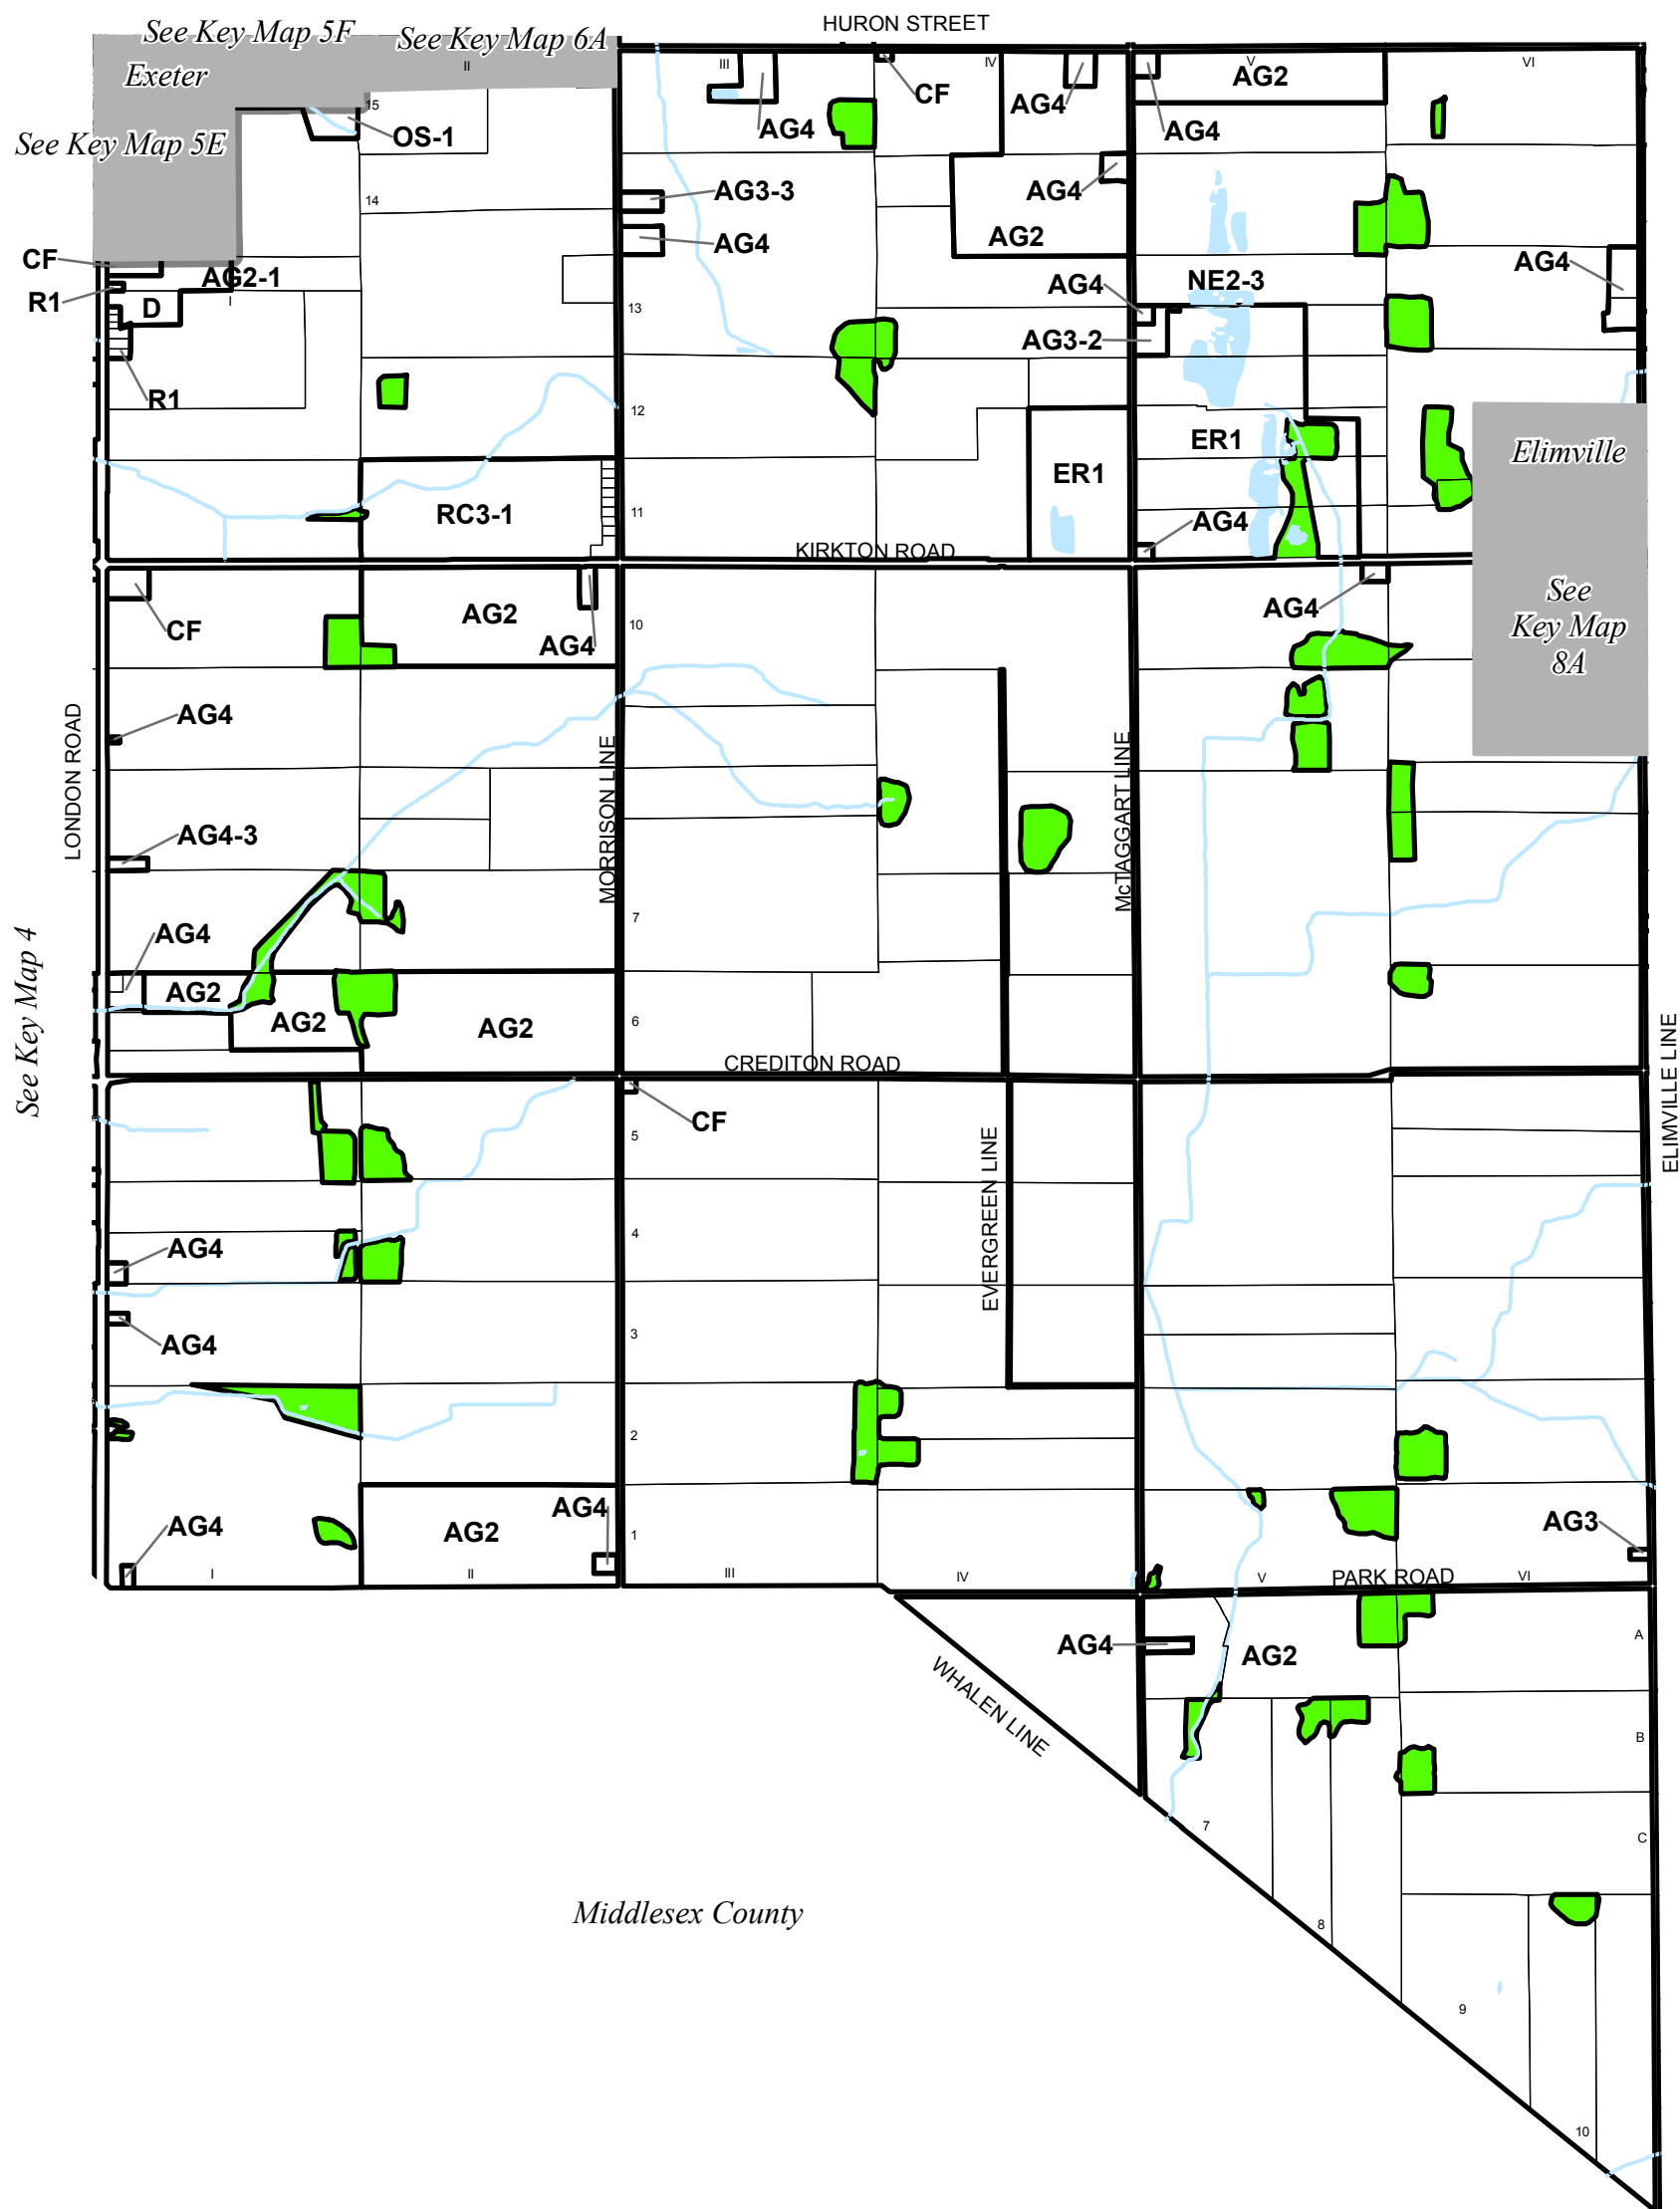 HURON STREET
See Key Map 5F
See Key Map 6A
Exeter
II
III
IV
V
VI
CF
AG4
AG2
15
OS-1
AG4
AG4
See Key Map 5E
AG3-3
AG4
14
AG4
AG2
CF
AG2-1
AG4
NE2-3
AG4
R1
D
I
13
AG3-2
R1
12
ER1
Elimville
ER1
RC3-1
11
AG4
KIRKTON ROAD
CF
AG2
AG4
10
AG4
See
Key Map
8A
AG4
LONDON ROAD
MORRISON LINE
McTAGGART LINE
AG4-3
7
AG4
AG2
AG2
AG2
6
See Key Map 4
CREDITON ROAD
ELIMVILLE LINE
CF
5
EVERGREEN LINE
AG4
4
AG4
3
2
AG4
AG4
AG2
1
AG3
I
II
III
IV
V
PARK ROAD
VI
AG4
AG2
A
WHALEN LINE
B
7
C
Middlesex County
8
9
10